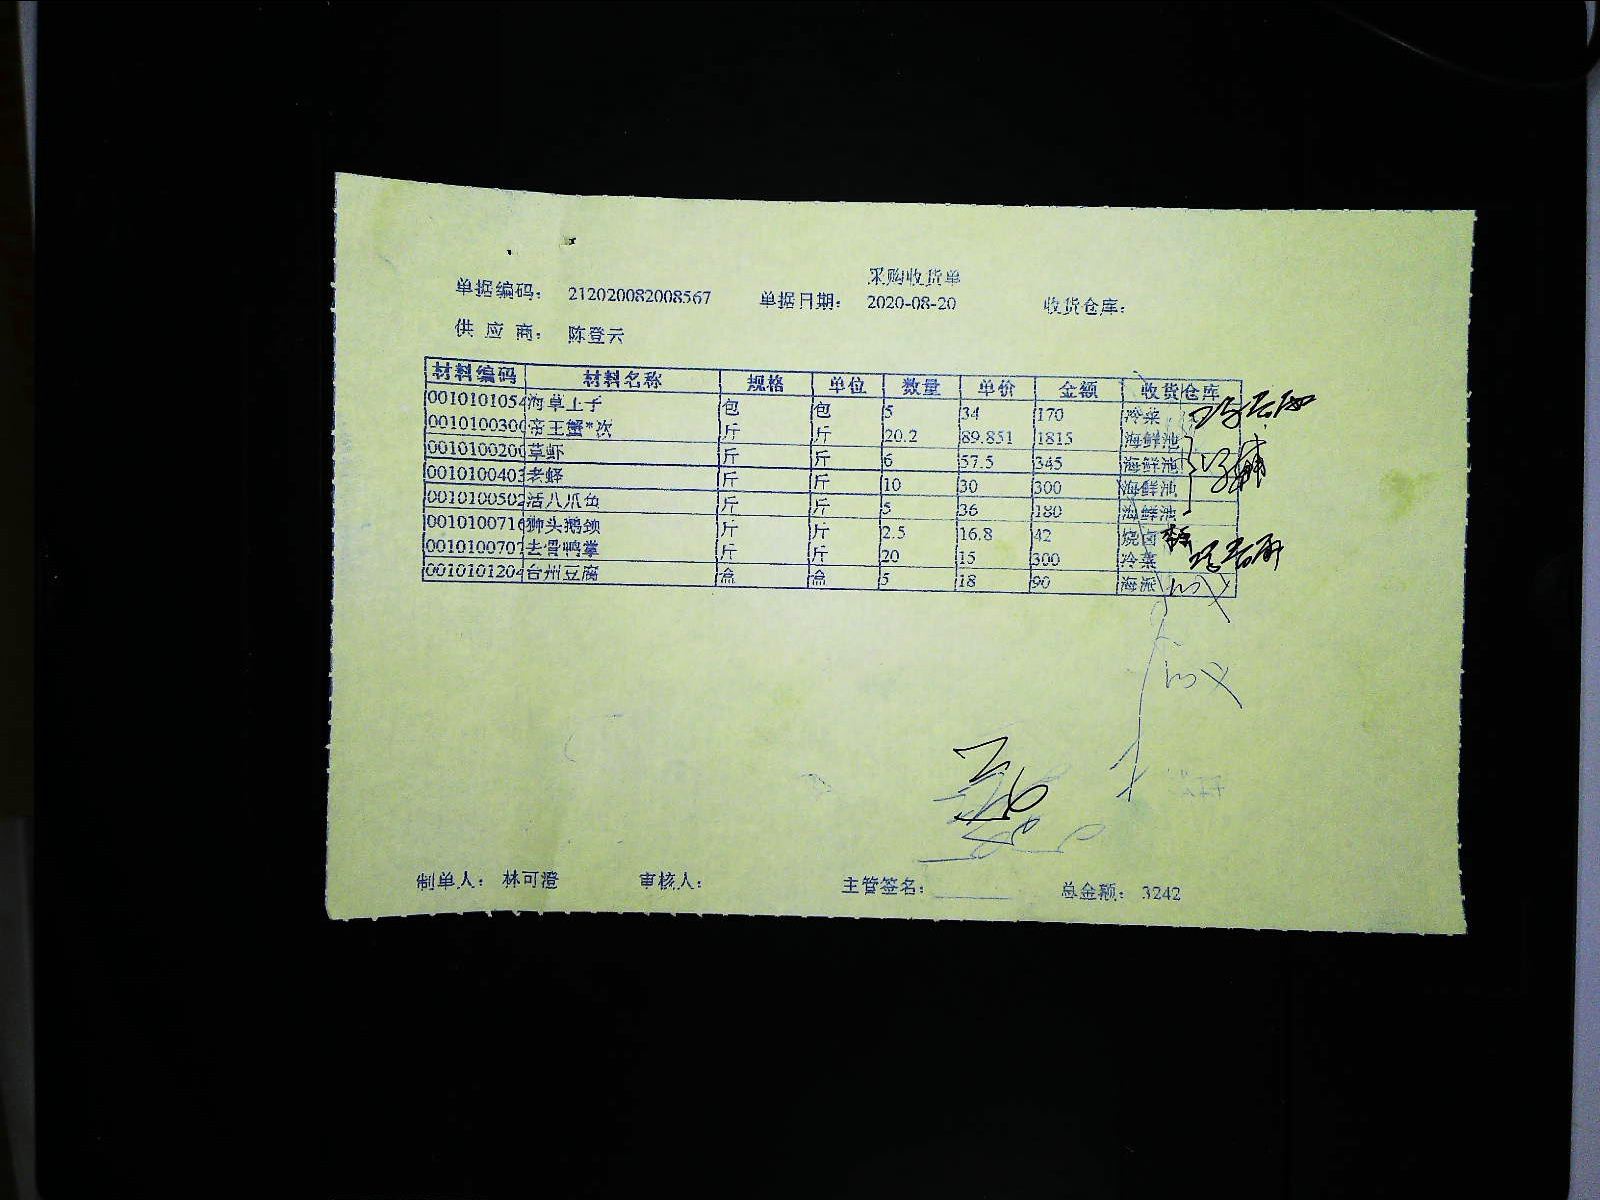 采购收货单
单据编码： 212020082008567 单据日期： 2020-08-20 收货仓库：
供 应 商： 陈登云
材料编码 材料名称 规格 单位 数量 单价 金额 收货仓库
0010101054 海草上子 包 包 5 34 170 冷菜
0010100300 帝王蟹*次 斤 斤 20.2 89.851 1815 海鲜池
0010100200 草虾 斤 斤 6 57.5 345 海鲜池
0010100403 老蛏 斤 斤 10 30 300 海鲜池
0010100502 活八爪鱼 斤 斤 5 36 180 海鲜池
0010100716 狮头鹅颈 斤 斤 2.5 16.8 42 烧卤
0010100707 去骨鸭掌 斤 斤 20 15 300 冷菜
0010101204 台州豆腐 盒 盒 5 18 90 海派
制单人： 林可澄 审核人： 主管签名： 总金额： 3242